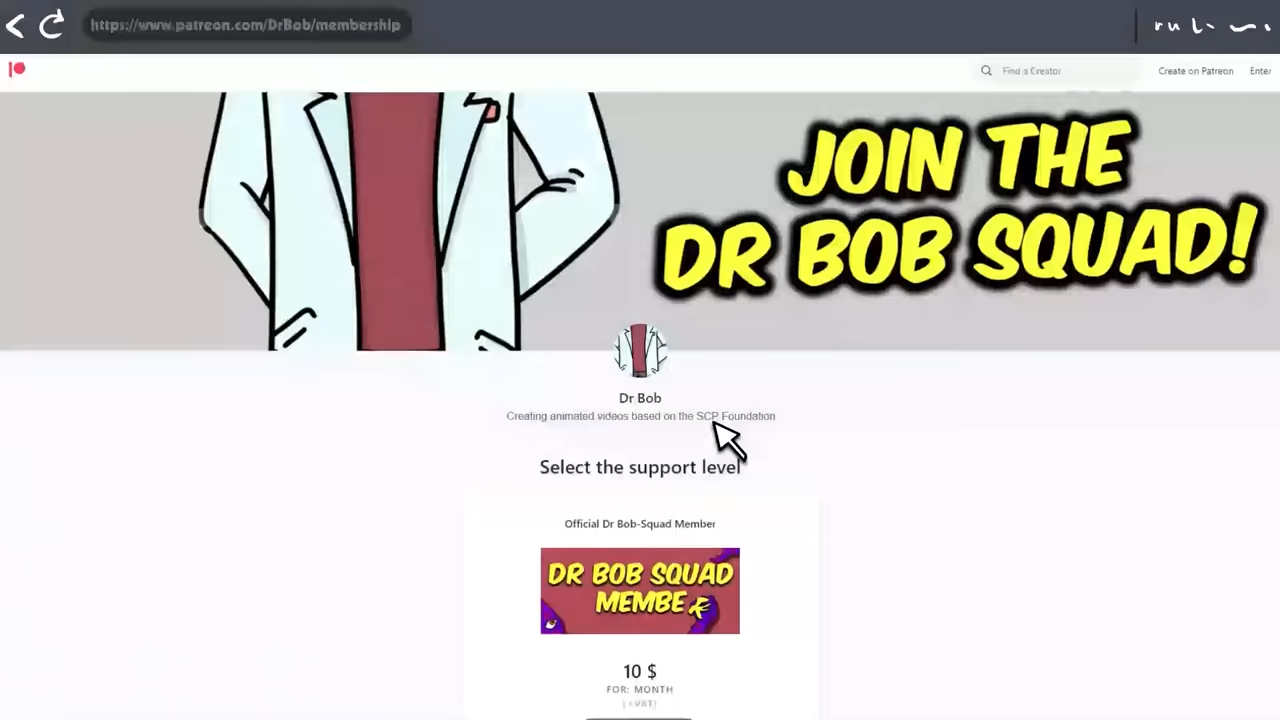 https://www.patreon.com/DrBob/membership
Find a Creator
Create on Patreon
Enter
JOIN THE
DR BOB SQUAD!
Dr Bob
Creating animated videos based on the SCP Foundation
Select the support level
Official Dr Bob-Squad Member
DR BOB SQUAD
MEMBE
10 $
FOR: MONTH